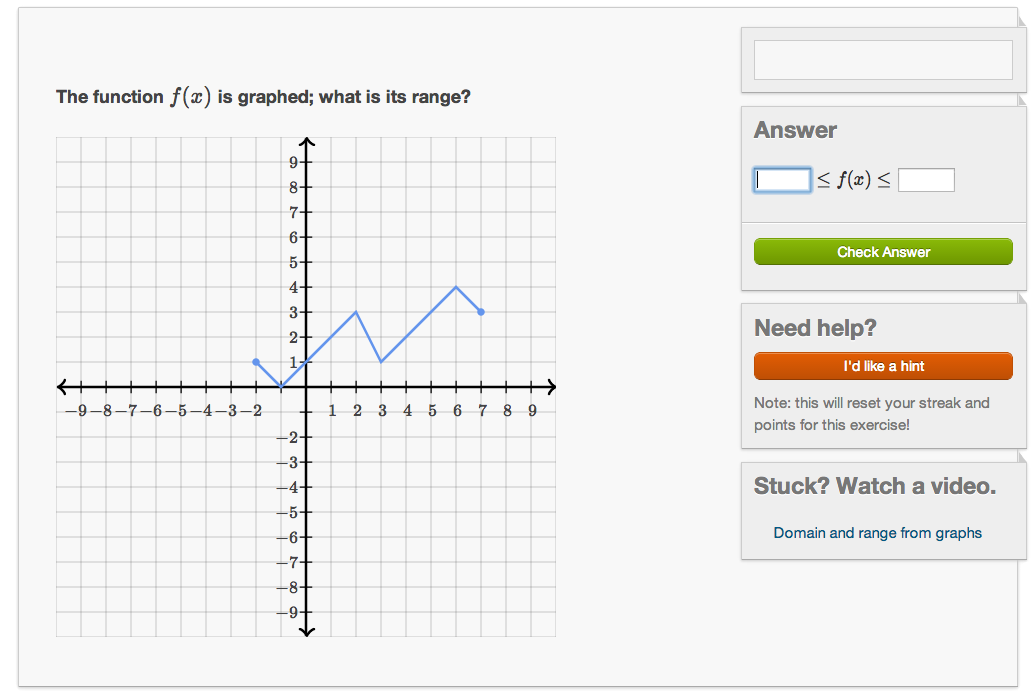 The function f(x) is graphed; what is its range?
9
8
7
6
5
4
3
2
1
−9 −8 −7 −6 −5 −4 −3 −2 1 2 3 4 5 6 7 8 9
−2
−3
−4
−5
−6
−7
−8
−9
Answer
≤ f(x) ≤
Check Answer
Need help?
I'd like a hint
Note: this will reset your streak and
points for this exercise!
Stuck? Watch a video.
Domain and range from graphs